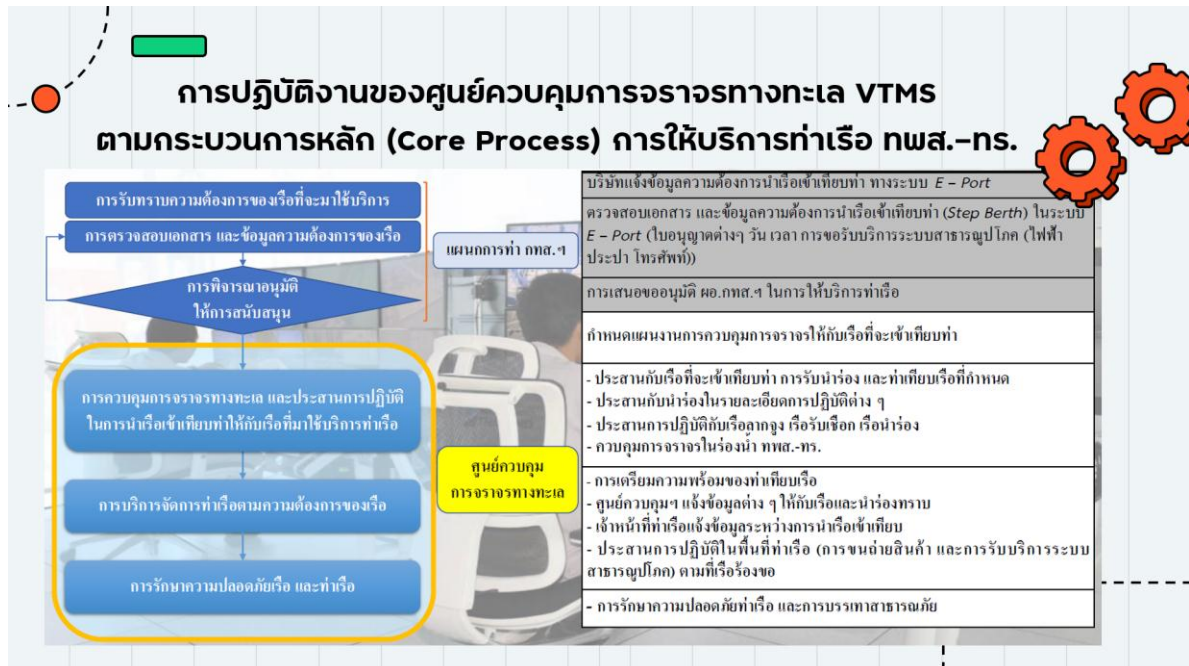 การปฏิบัติงานของศูนย์ควบคุมการจราจรทางทะเล VTMS
ตามกระบวนการหลัก (Core Process) การให้บริการท่าเรือ ทพส.-ทร.
การรับทราบความต้องการของเรือที่จะมาใช้บริการ
การตรวจสอบเอกสาร และข้อมูลความต้องการของเรือ
การพิจารณาอนุมัติ
ให้การสนับสนุน
การควบคุมการจราจรทางทะเล และประสานการปฏิบัติ
ในการนำเรือเข้าเทียบท่าให้กับเรือที่มาใช้บริการท่าเรือ
การบริการจัดการท่าเรือตามความต้องการของเรือ
การรักษาความปลอดภัยเรือ และท่าเรือ
แผนกการท่า กทส.ฯ
ศูนย์ควบคุม
การจราจรทางทะเล
บริษัทแจ้งข้อมูลความต้องการนำเรือเข้าเทียบท่า ทางระบบ E – Port
ตรวจสอบเอกสาร และข้อมูลความต้องการนำเรือเข้าเทียบท่า (Step Berth) ในระบบ
E – Port (ใบอนุญาตต่างๆ วัน เวลา การขอรับบริการระบบสาธารณูปโภค (ไฟฟ้า
ประปา โทรศัพท์))
การเสนอขออนุมัติ ผอ.กทส.ฯ ในการให้บริการท่าเรือ
กำหนดแผนงานการควบคุมการจราจรให้กับเรือที่จะเข้าเทียบท่า
- ประสานกับเรือที่จะเข้าเทียบท่า การรับนำร่อง และท่าเทียบเรือที่กำหนด
- ประสานกับนำร่องในรายละเอียดการปฏิบัติต่าง ๆ
- ประสานการปฏิบัติกับเรือลากจูง เรือรับเชือก เรือนำร่อง
- ควบคุมการจราจรในร่องน้ำ ทพส.-ทร.
- การเตรียมความพร้อมของท่าเทียบเรือ
- ศูนย์ควบคุมฯ แจ้งข้อมูลต่าง ๆ ให้กับเรือและนำร่องทราบ
- เจ้าหน้าที่ท่าเรือแจ้งข้อมูลระหว่างการนำเรือเข้าเทียบ
- ประสานการปฏิบัติในพื้นที่ท่าเรือ (การขนถ่ายสินค้า และการรับบริการระบบ
สาธารณูปโภค) ตามที่เรือร้องขอ
- การรักษาความปลอดภัยท่าเรือ และการบรรเทาสาธารณภัย